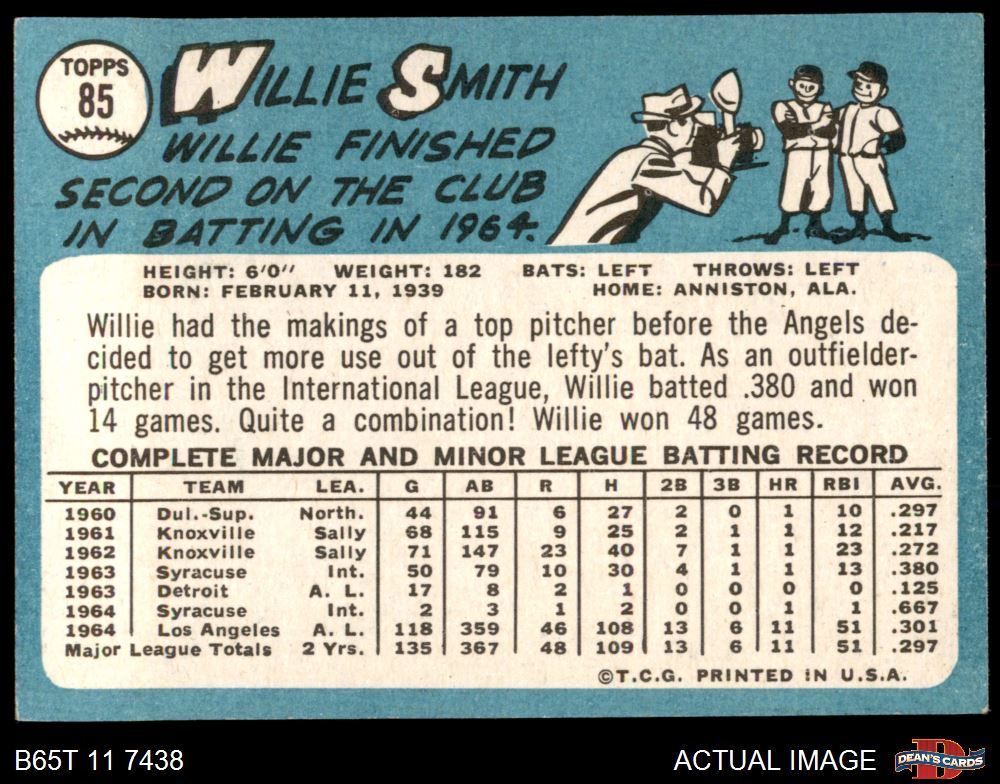 TOPPS
85
WILLIE SMITH
WILLIE FINISHED
SECOND ON THE CLUB
IN BATTING IN 1964.
HEIGHT: 6'0" WEIGHT: 182 BATS: LEFT THROWS: LEFT
BORN: FEBRUARY 11, 1939 HOME: ANNISTON, ALA.
Willie had the makings of a top pitcher before the Angels de-
cided to get more use out of the lefty's bat. As an outfielder-
pitcher in the International League, Willie batted .380 and won
14 games. Quite a combination! Willie won 48 games.
COMPLETE MAJOR AND MINOR LEAGUE BATTING RECORD
YEAR TEAM LEA. G AB R H 2B 3B HR RBI AVG.
1960 Dul.-Sup. North. 44 91 6 27 2 0 1 10 .297
1961 Knoxville Sally 68 115 9 25 2 1 1 12 .217
1962 Knoxville Sally 71 147 23 40 7 1 1 23 .272
1963 Syracuse Int. 50 79 10 30 4 1 1 13 .380
1963 Detroit A. L. 17 8 2 1 0 0 0 0 .125
1964 Syracuse Int. 2 3 1 2 0 0 1 1 .667
1964 Los Angeles A. L. 118 359 46 108 13 6 11 51 .301
Major League Totals 2 Yrs. 135 367 48 109 13 6 11 51 .297
©T.C.G. PRINTED IN U.S.A.
B65T 11 7438 ACTUAL IMAGE D DEAN'S CARDS